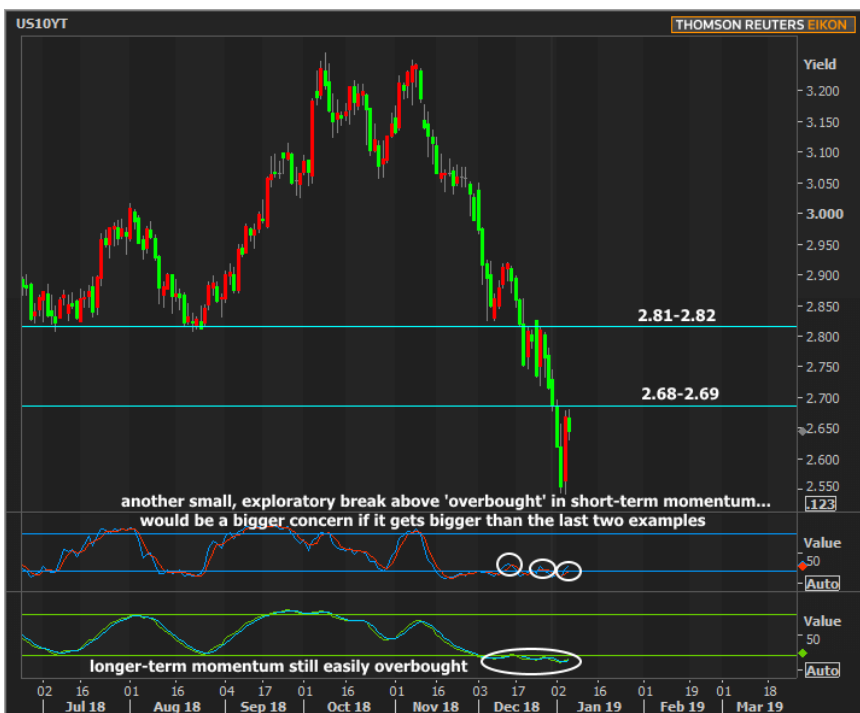 US10YT
THOMSON REUTERS EIKON
Yield
3.200
3.150
3.100
3.050
3.000
2.950
2.900
2.850
2.81-2.82
2.800
2.750
2.68-2.69
2.700
2.650
2.600
2.550
another small, exploratory break above 'overbought' in short-term momentum...
.123
would be a bigger concern if it gets bigger than the last two examples
Value
50
Auto
Value
50
longer-term momentum still easily overbought
Auto
02 16 01 16 04 17 01 16 01 16 03 17 02 16 01 19 01 18
Jul 18 Aug 18 Sep 18 Oct 18 Nov 18 Dec 18 Jan 19 Feb 19 Mar 19